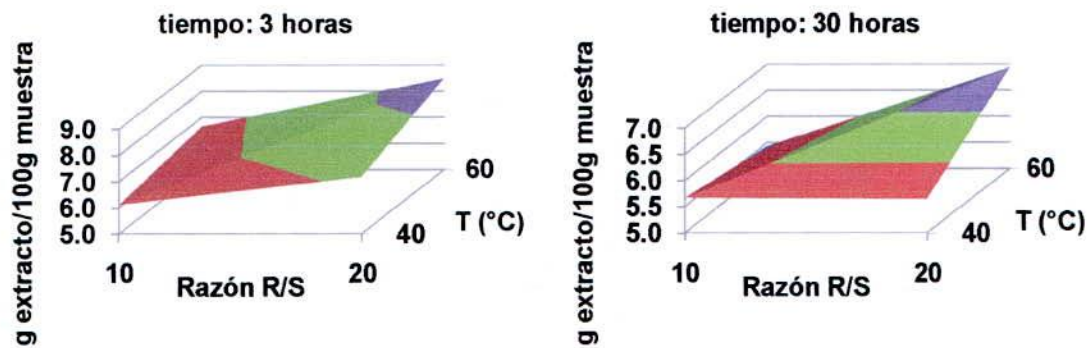 tiempo: 3 horas
g extracto/100g muestra
9.0
8.0
7.0
6.0
5.0
10
20
Razón R/S
40
60
T (°C)
tiempo: 30 horas
g extracto/100g muestra
7.0
6.5
6.0
5.5
5.0
10
20
Razón R/S
40
60
T (°C)